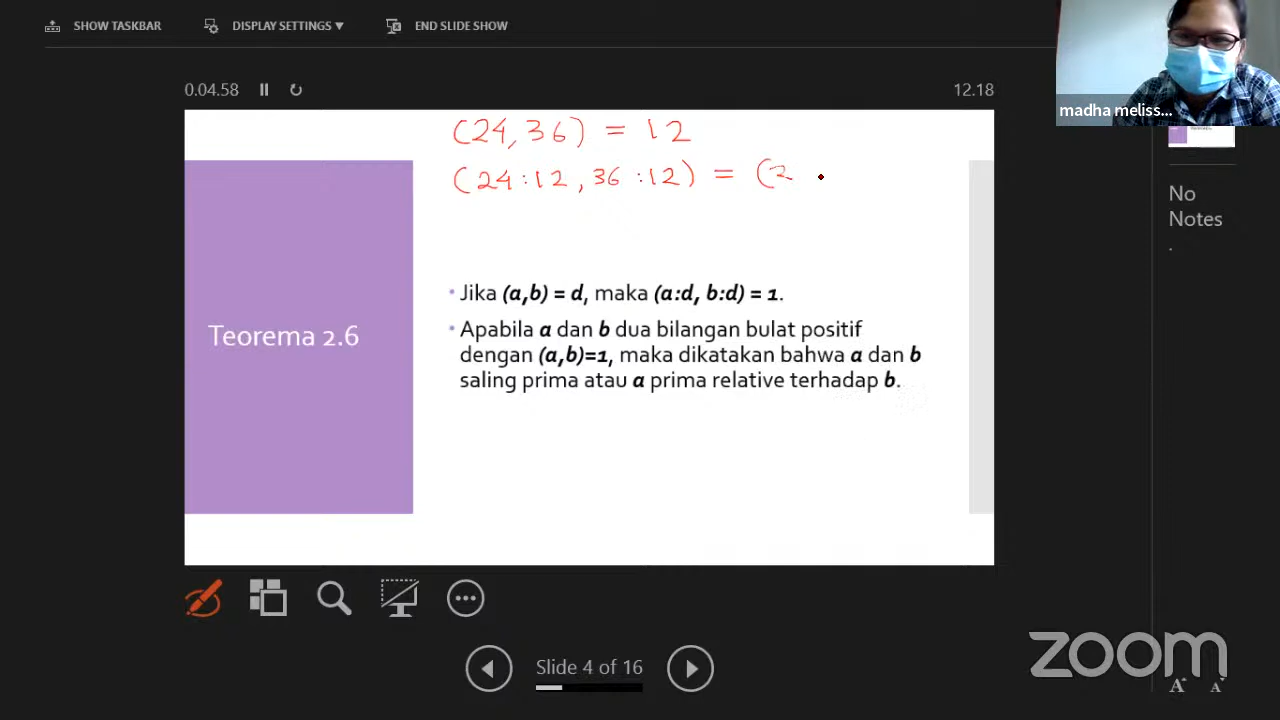 SHOW TASKBAR
DISPLAY SETTINGS ▼
END SLIDE SHOW
0.04.58
12.18
madha meliss...
(24,36) = 12
(24:12, 36:12) = (2
No
Notes
.
Teorema 2.6
• Jika (a,b) = d, maka (a:d, b:d) = 1.
• Apabila a dan b dua bilangan bulat positif
dengan (a,b)=1, maka dikatakan bahwa a dan b
saling prima atau a prima relative terhadap b.
Slide 4 of 16
zoom
A A